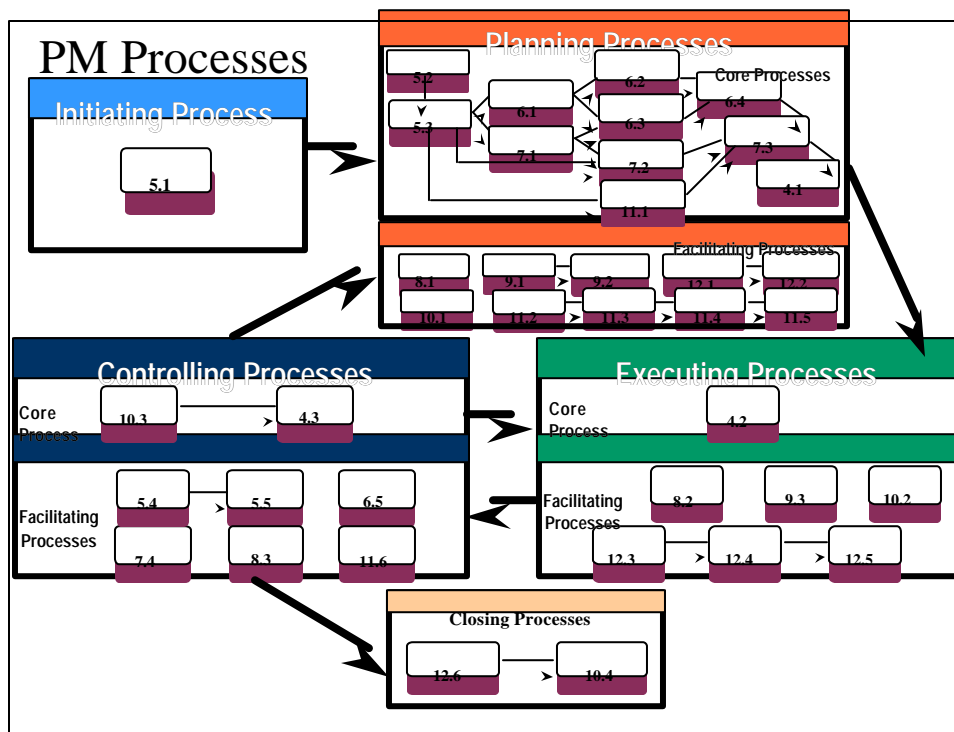 PM Processes
Initiating Process
5.1
Planning Processes
Core Processes
5.2
6.2
5.3
6.1
6.3
6.4
7.1
7.2
7.3
4.1
11.1
Facilitating Processes
8.1
9.1
9.2
12.1
12.2
10.1
11.2
11.3
11.4
11.5
Controlling Processes
Core
Process
10.3
4.3
Facilitating
Processes
5.4
5.5
6.5
7.4
8.3
11.6
Executing Processes
Core
Process
4.2
Facilitating
Processes
8.2
9.3
10.2
12.3
12.4
12.5
Closing Processes
12.6
10.4